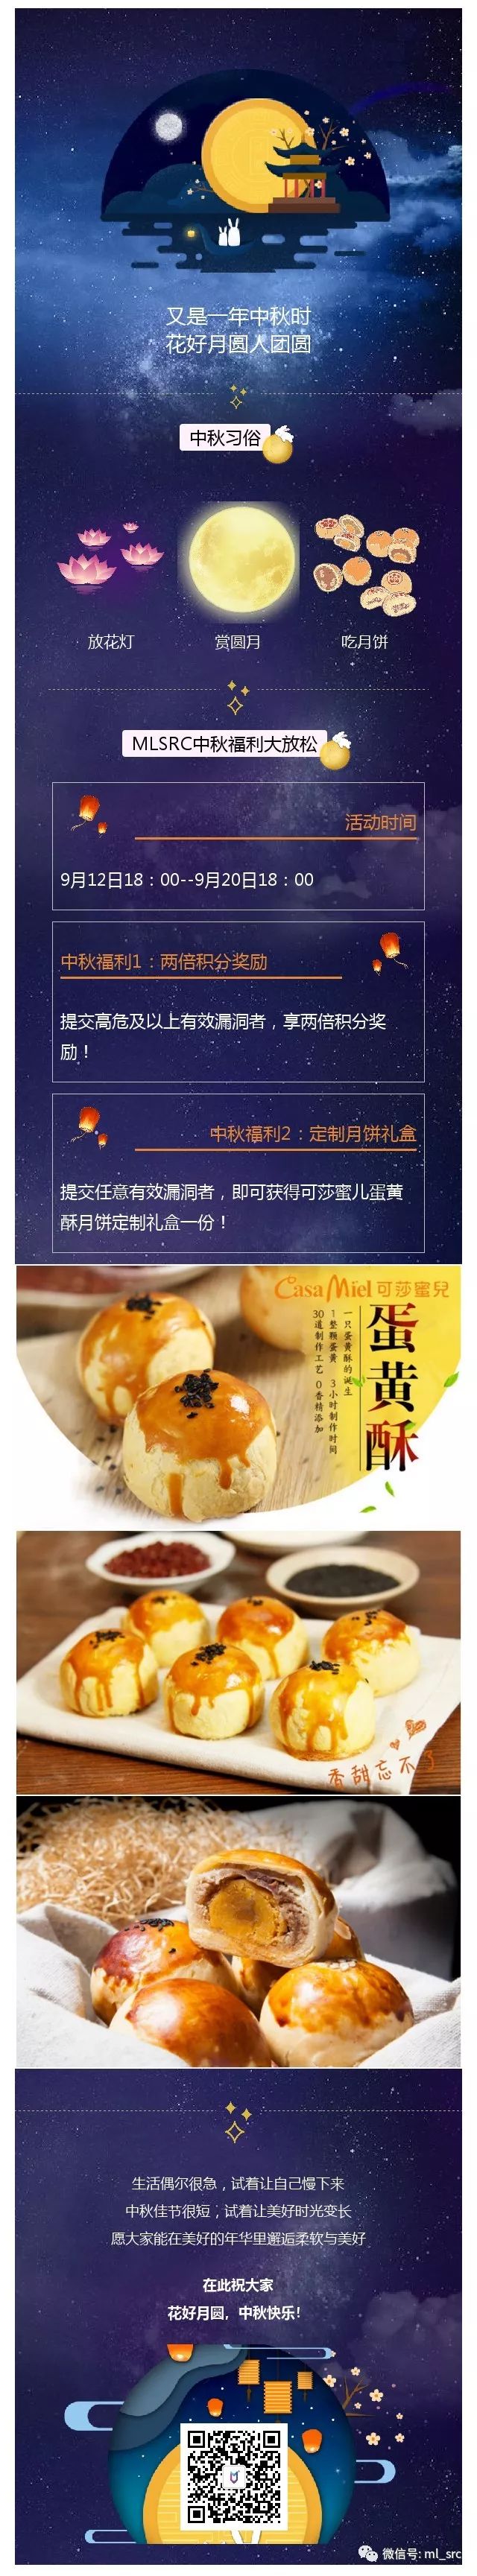 又是一年中秋时
花好月圆人团圆
中秋习俗
放花灯
赏圆月
吃月饼
MLSRC中秋福利大放松
活动时间
9月12日18：00--9月20日18：00
中秋福利1：两倍积分奖励
提交高危及以上有效漏洞者，享两倍积分奖
励！
中秋福利2：定制月饼礼盒
提交任意有效漏洞者，即可获得可莎蜜儿蛋黄
酥月饼定制礼盒一份！
Casa Miel 可莎蜜兒
蛋黄酥
一只蛋黄酥的诞生
1整颗蛋黄 3小时制作时间
30道制作工艺 0香精添加
香甜忘不了
生活偶尔很急，试着让自己慢下来
中秋佳节很短，试着让美好时光变长
愿大家能在美好的年华里邂逅柔软与美好
在此祝大家
花好月圆，中秋快乐！
微信号: ml_src